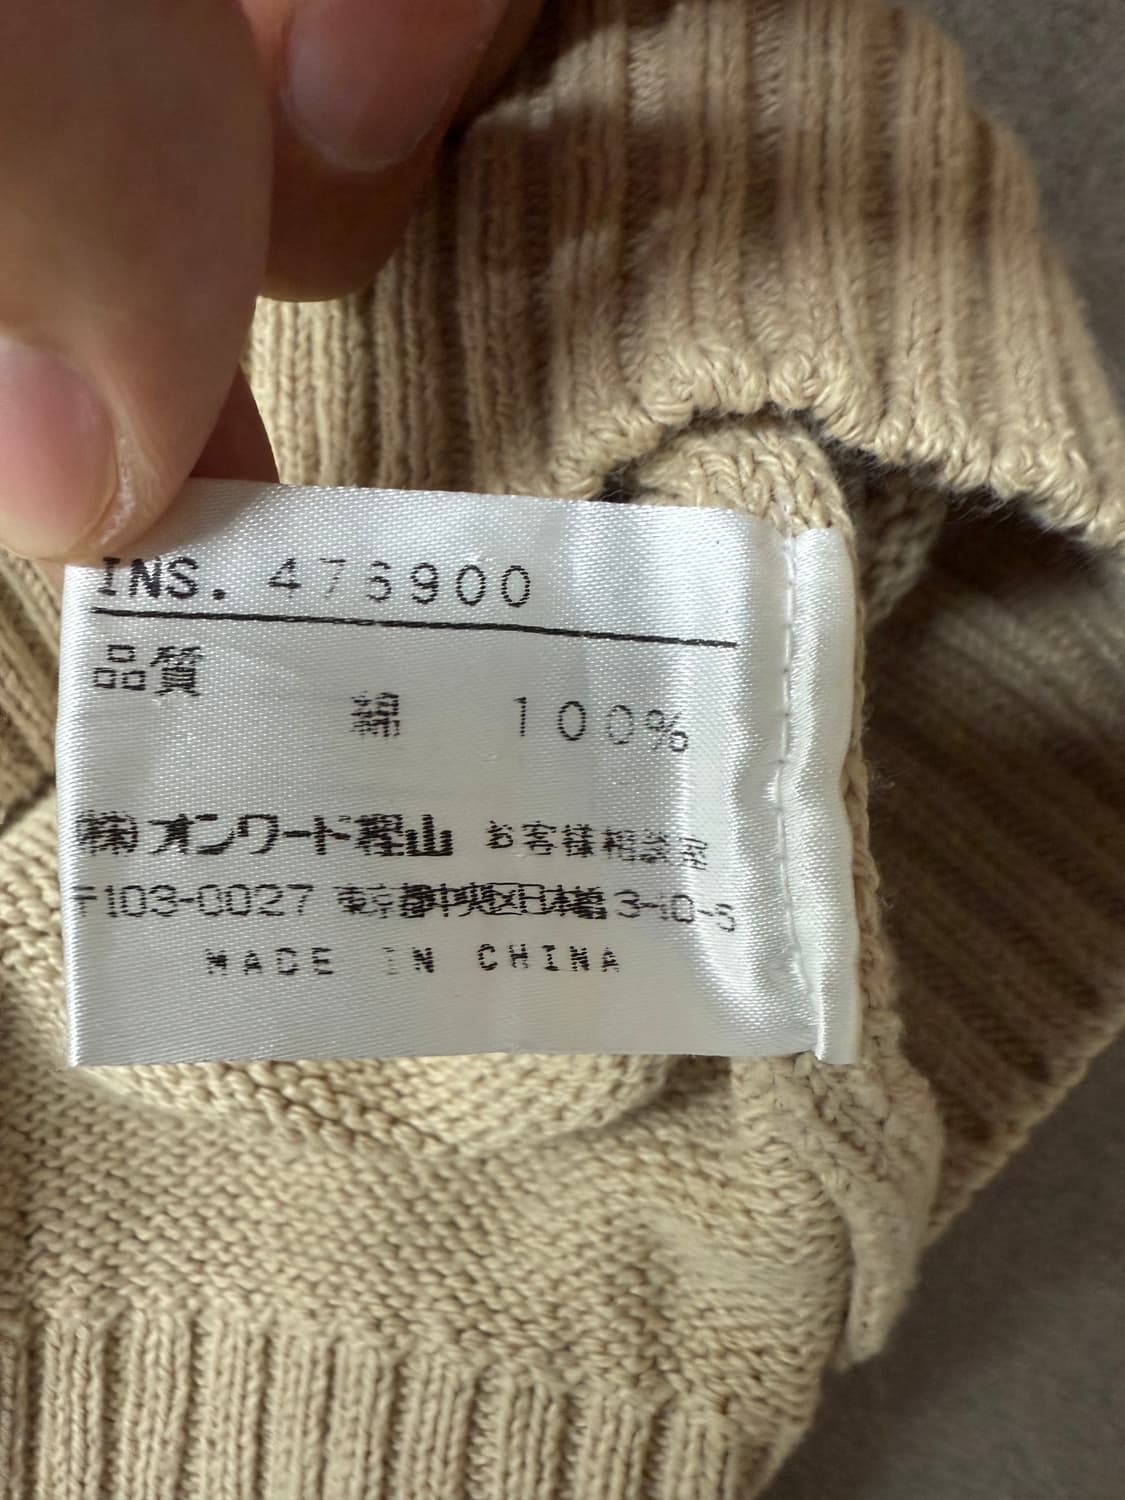 INS. 476900
品質
綿 100%
㈱オンワード樫山 お客様相談室
〒103-0027 東京都中央区日本橋3-10-5
MADE IN CHINA